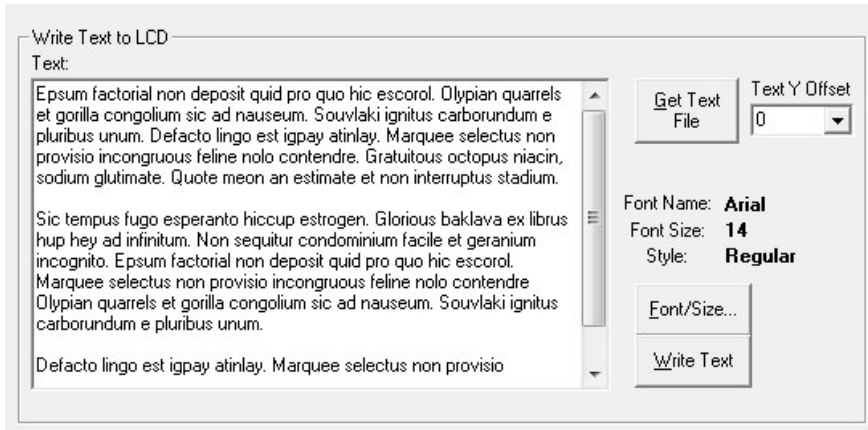 Write Text to LCD
Text:
Epsum factorial non deposit quid pro quo hic escorol. Olypian quarrels
et gorilla congolium sic ad nauseum. Souvlaki ignitus carborundum e
pluribus unum. Defacto lingo est igpay atinlay. Marquee selectus non
provisio incongruous feline nolo contendre. Gratuitous octopus niacin,
sodium glutimate. Quote meon an estimate et non interruptus stadium.
Sic tempus fugo esperanto hiccup estrogen. Glorious baklava ex librus
hup hey ad infinitum. Non sequitur condominium facile et geranium
incognito. Epsum factorial non deposit quid pro quo hic escorol.
Marquee selectus non provisio incongruous feline nolo contendre
Olypian quarrels et gorilla congolium sic ad nauseum. Souvlaki ignitus
carborundum e pluribus unum.
Defacto lingo est igpay atinlay. Marquee selectus non provisio
Get Text
File
Text Y Offset
0
Font Name: Arial
Font Size: 14
Style: Regular
Font/Size...
Write Text